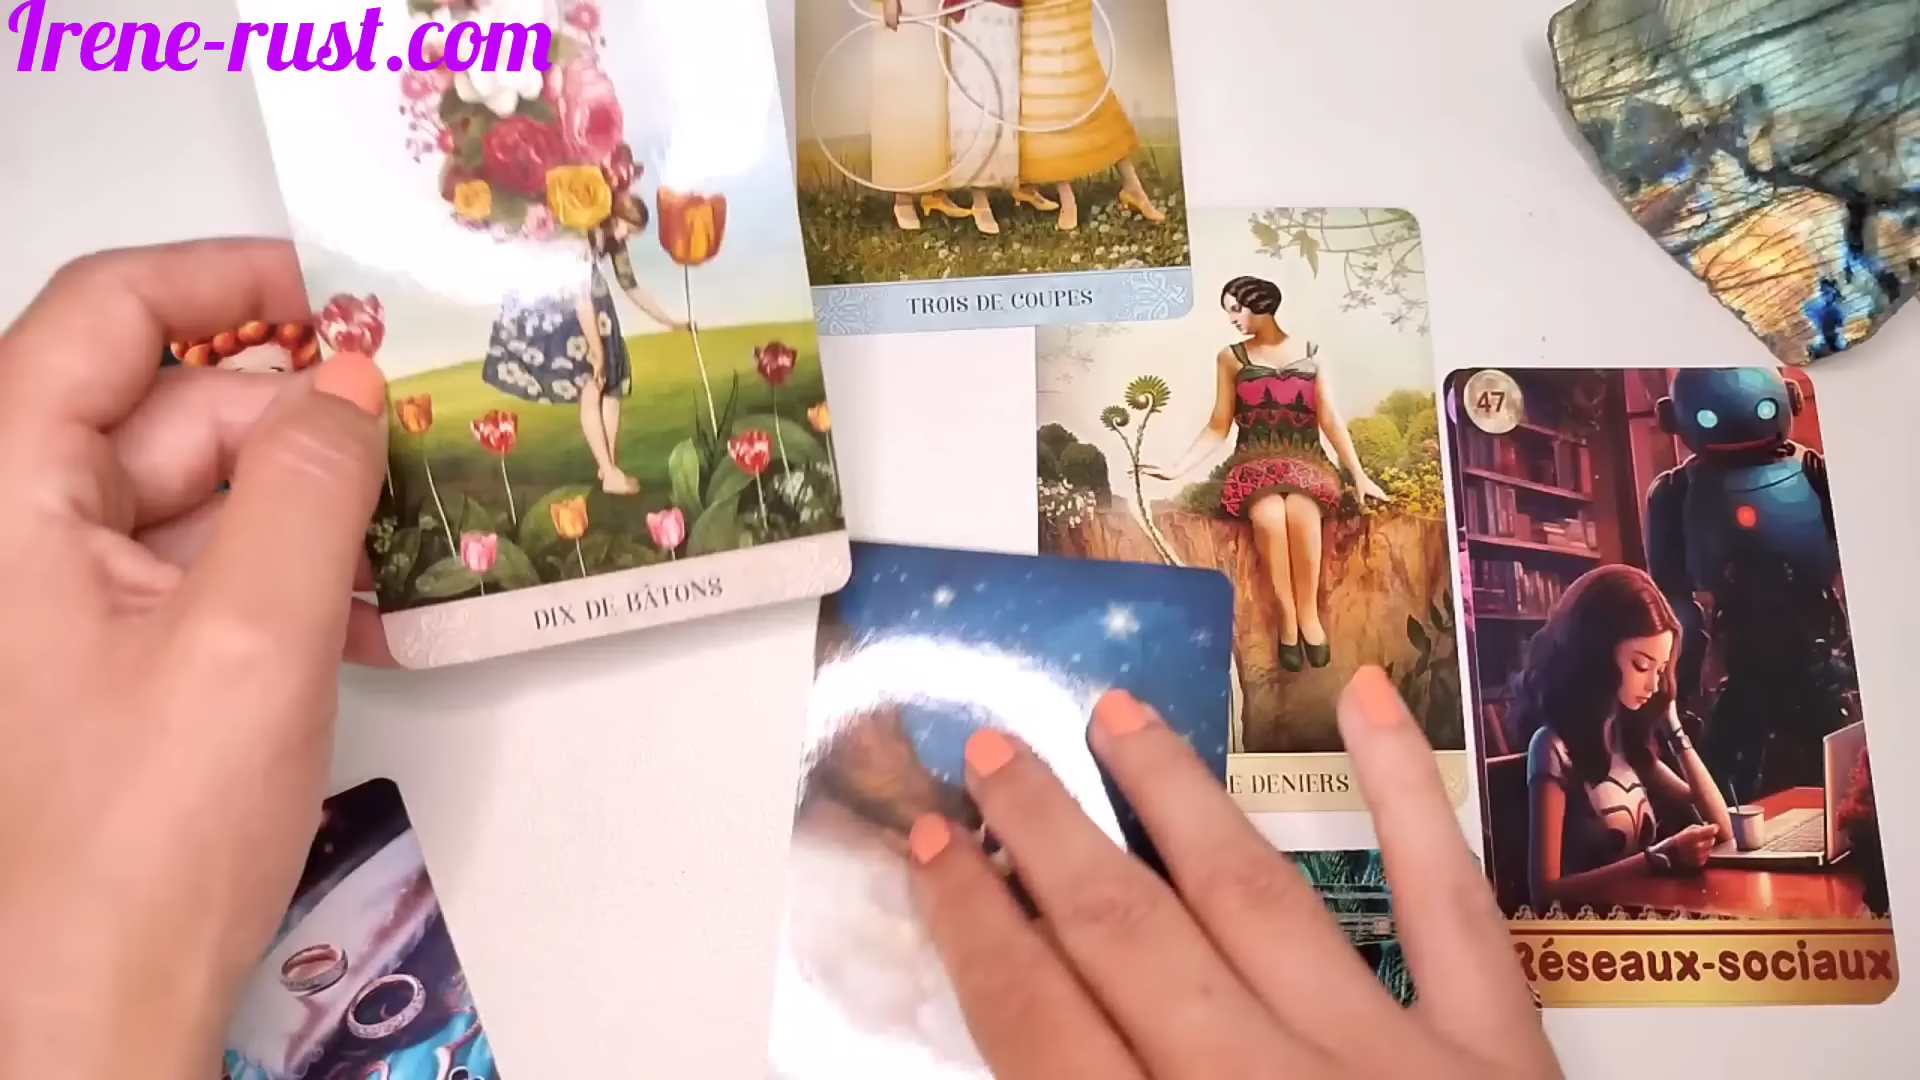 Irene-rust.com
TROIS DE COUPES
47
DIX DE BÂTONS
E DENIERS
Réseaux-sociaux